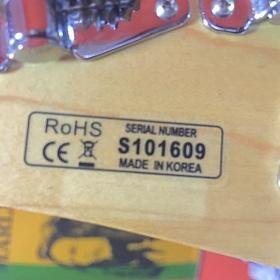 RoHS
SERIAL NUMBER
CE S101609
MADE IN KOREA